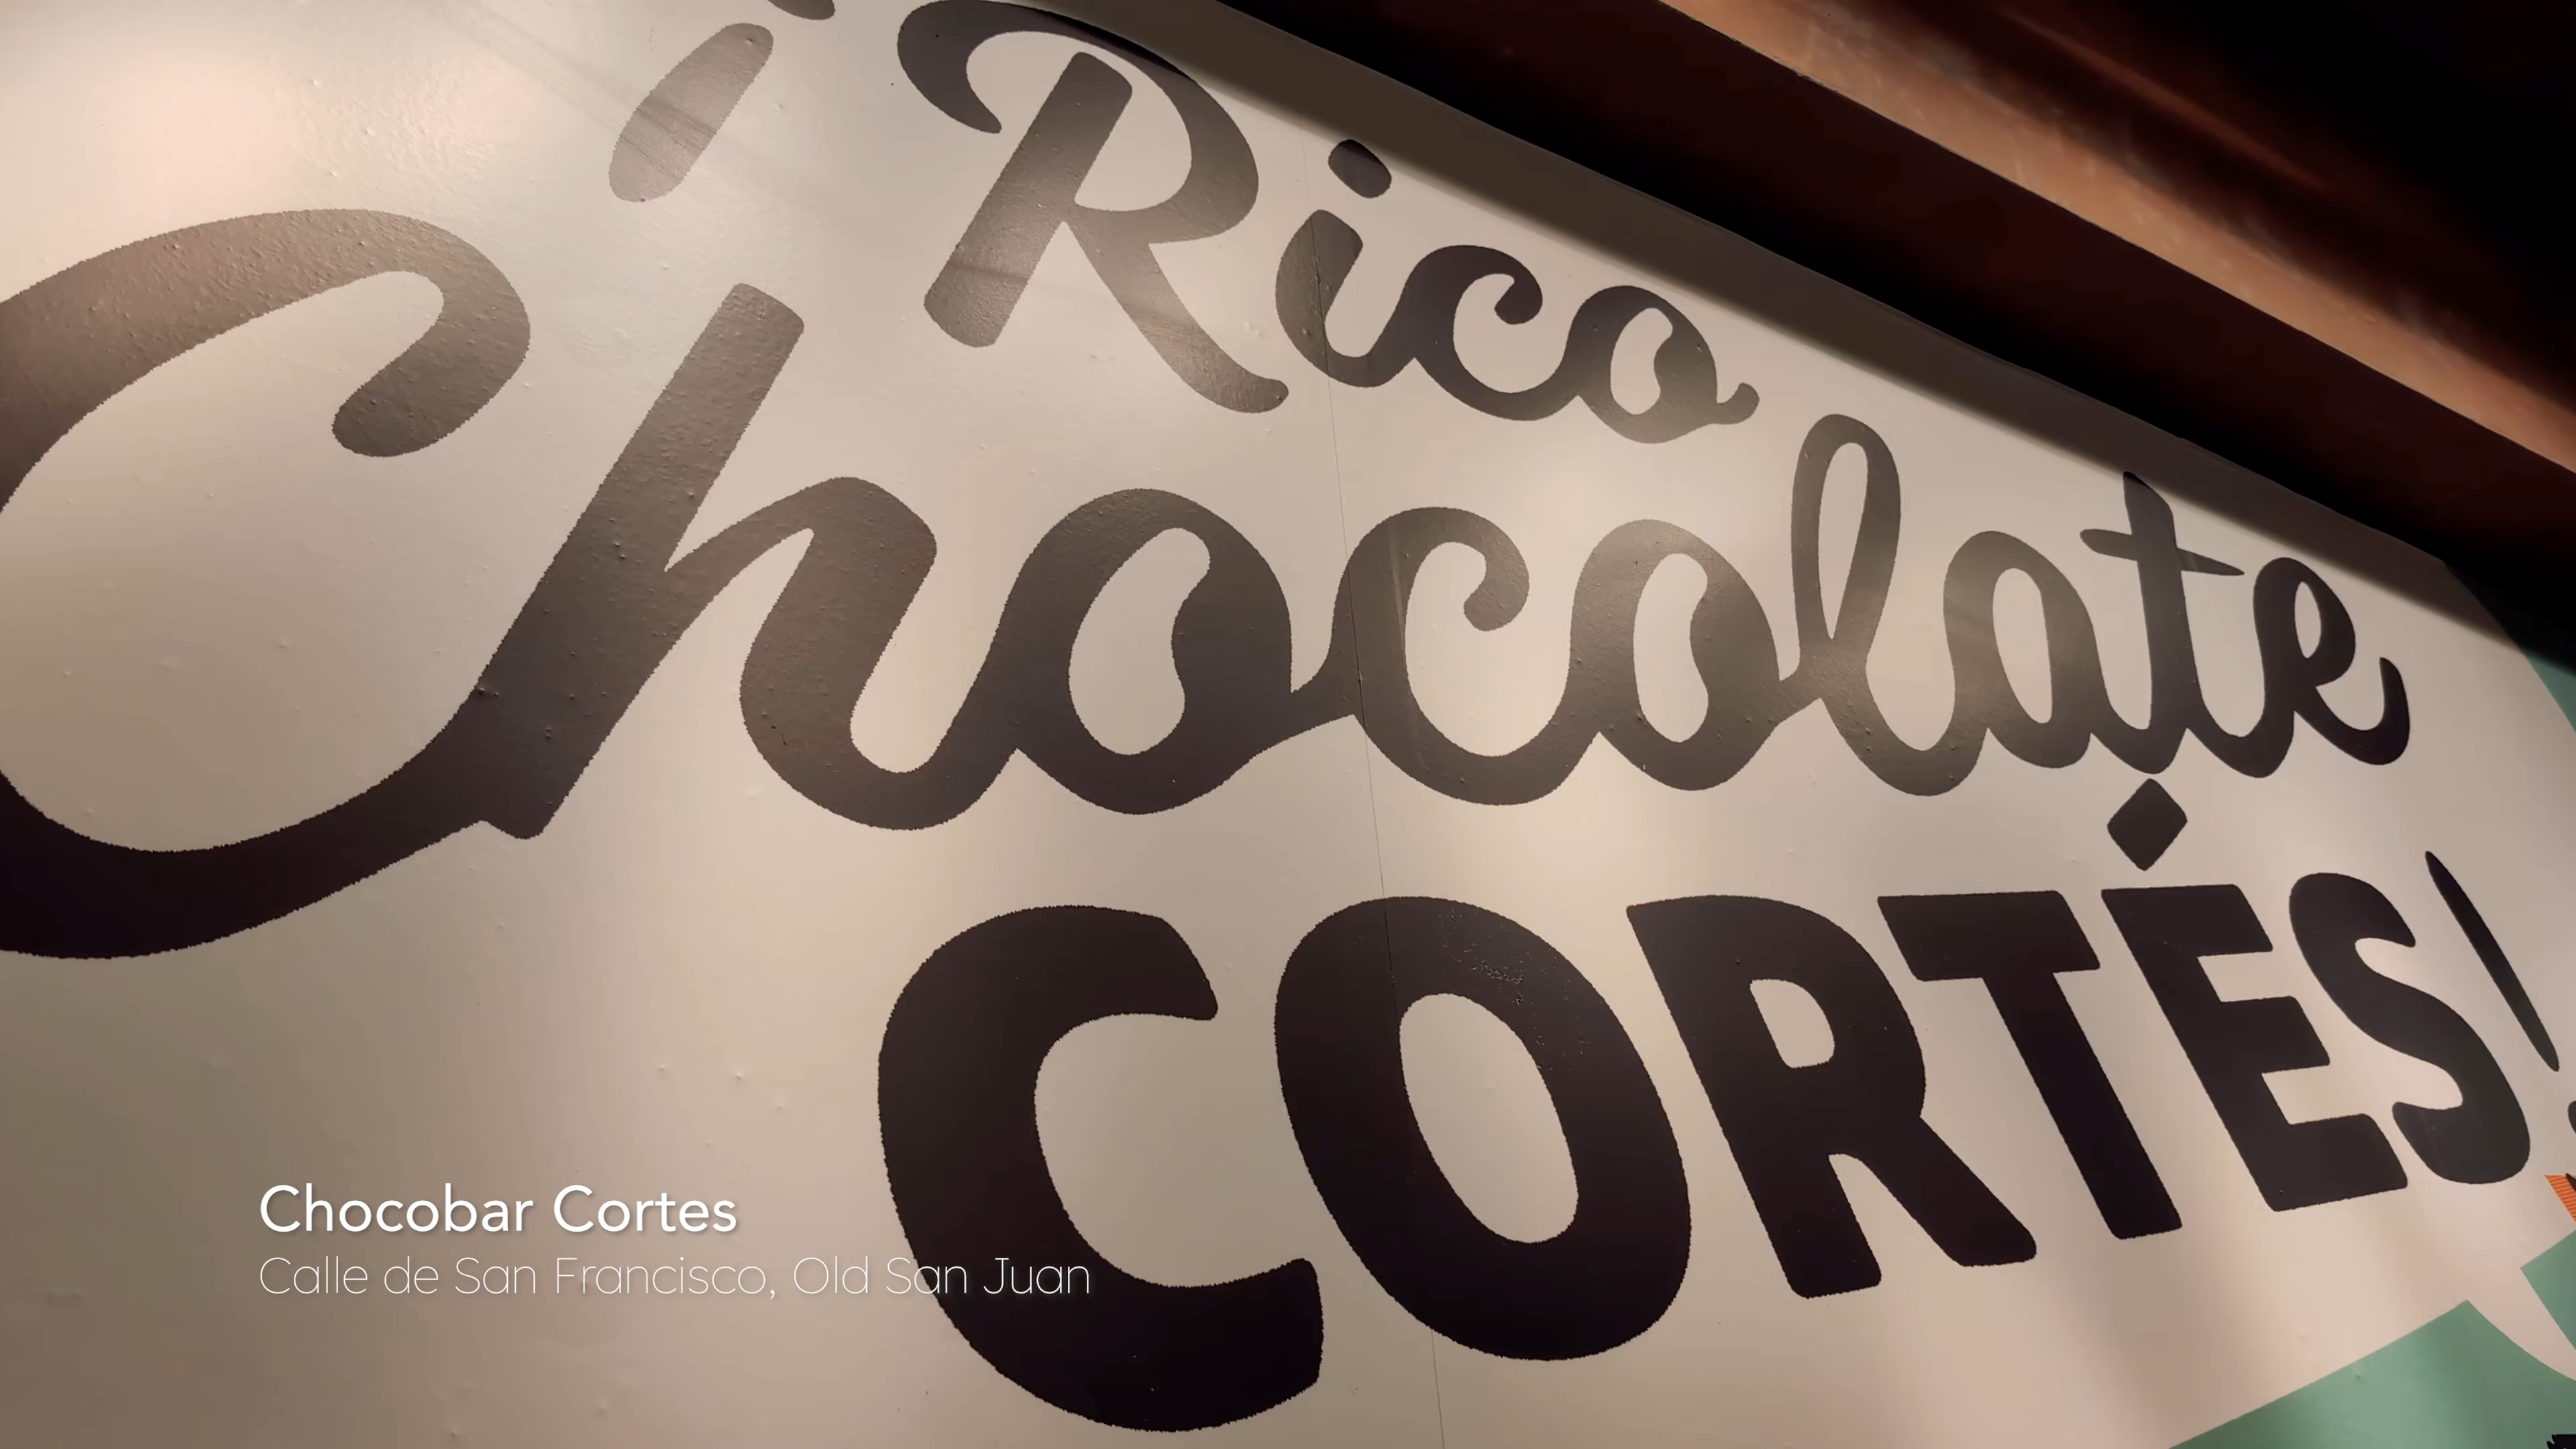 ¡Rico
Chocolate
CORTÉS!
Chocobar Cortes
Calle de San Francisco, Old San Juan